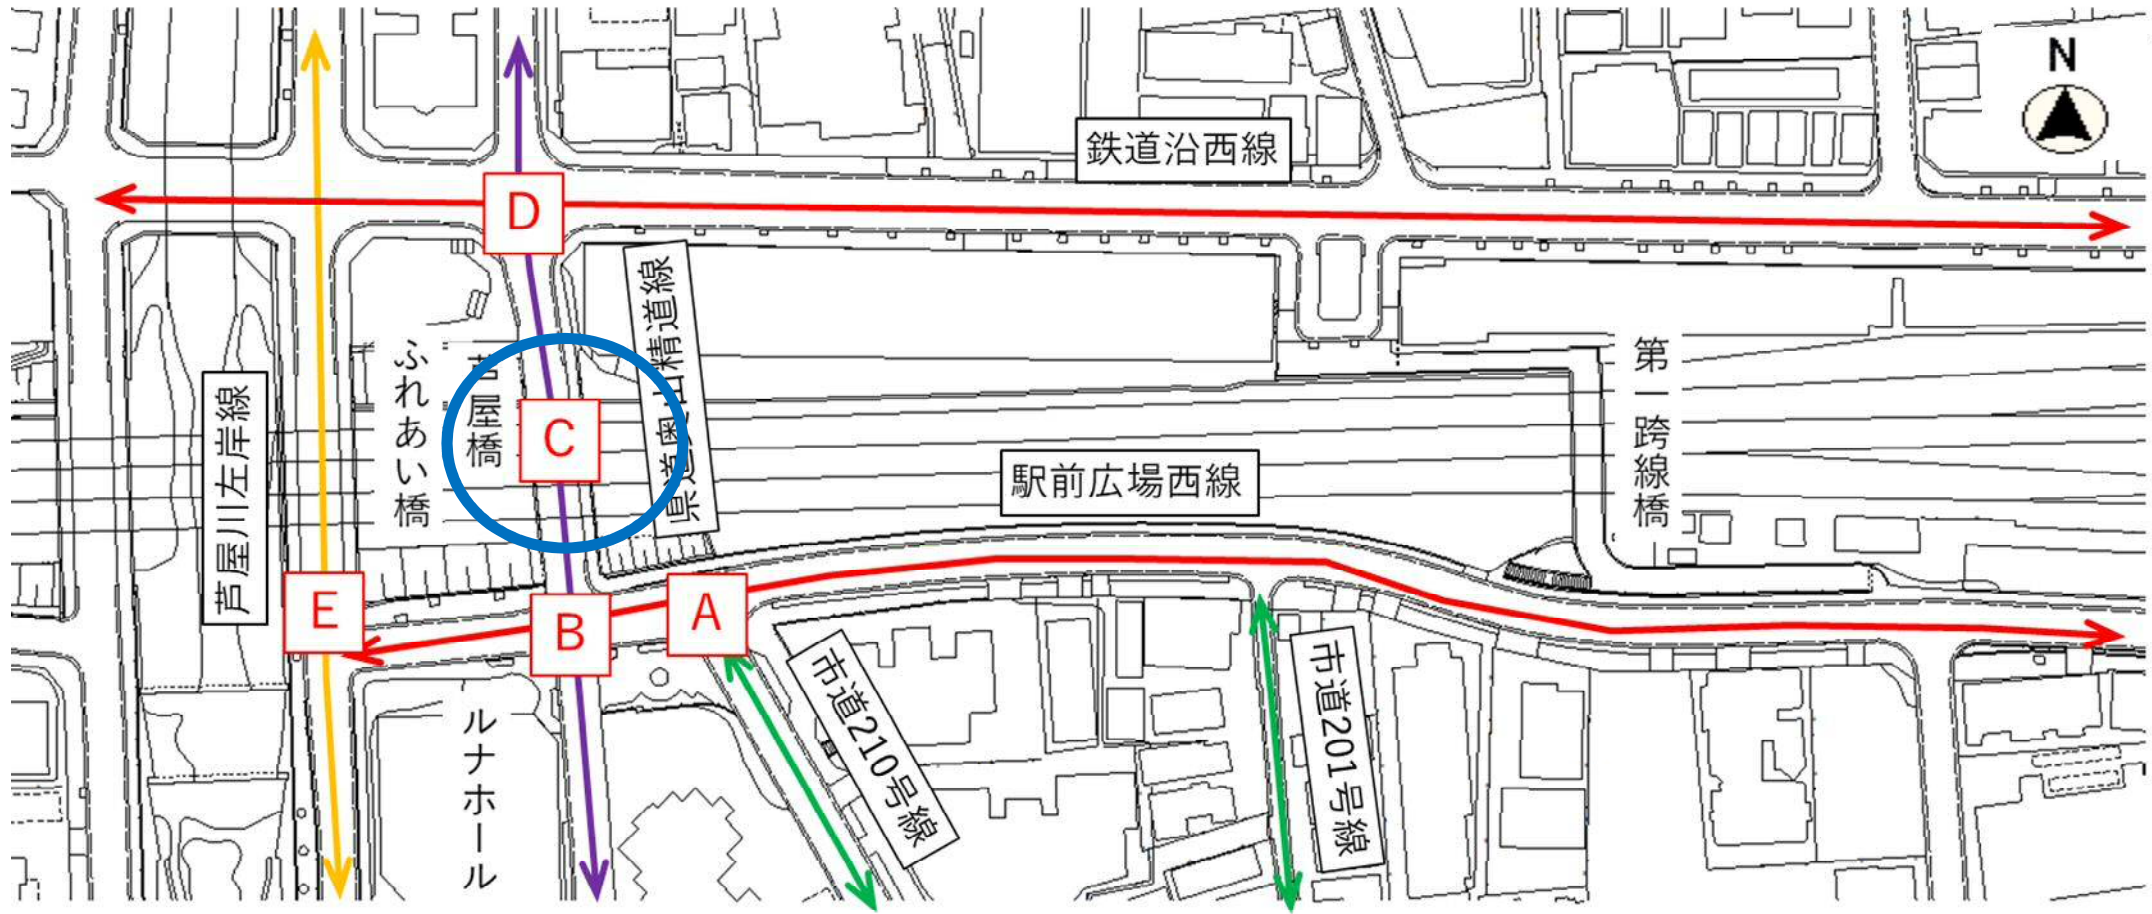 N
鉄道沿西線
D
県道奥山精道線
ふれあい橋
芦屋橋
C
第一跨線橋
芦屋川左岸線
駅前広場西線
E
B
A
市道210号線
市道201号線
ルナホール